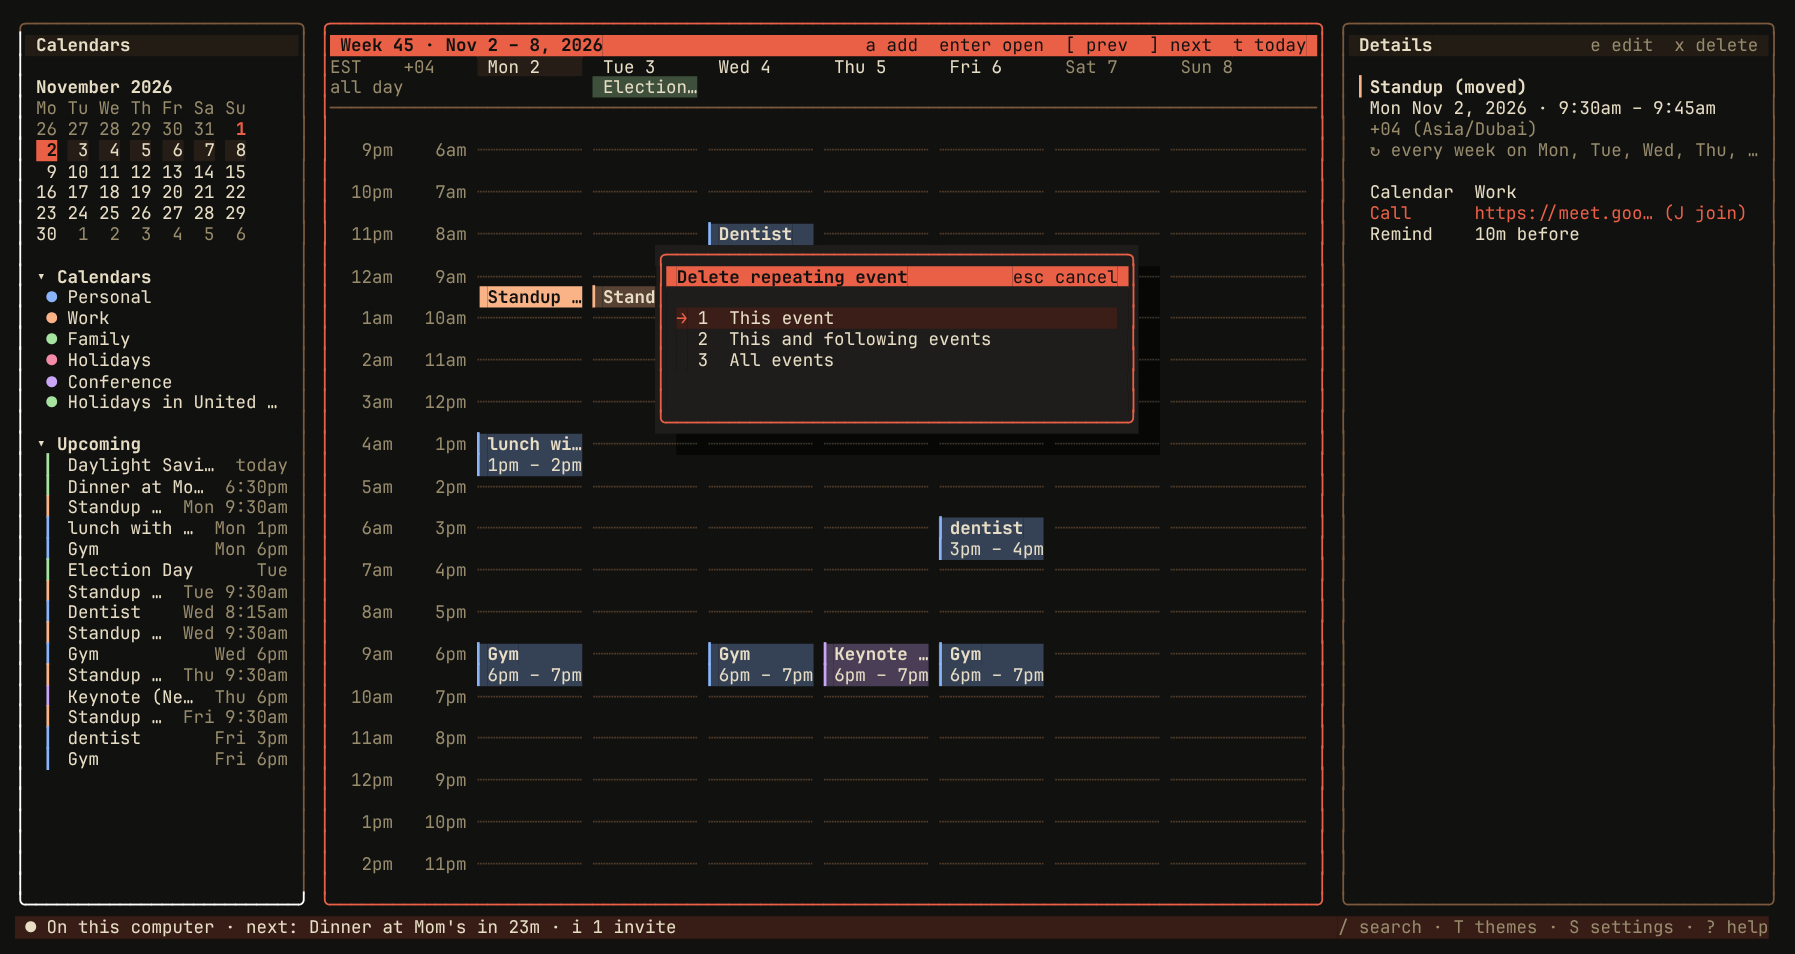 Calendars
November 2026
Mo Tu We Th Fr Sa Su
26 27 28 29 30 31 1
2 3 4 5 6 7 8
9 10 11 12 13 14 15
16 17 18 19 20 21 22
23 24 25 26 27 28 29
30 1 2 3 4 5 6
▾ Calendars
● Personal
● Work
● Family
● Holidays
● Conference
● Holidays in United …
▾ Upcoming
Daylight Savi… today
Dinner at Mo… 6:30pm
Standup … Mon 9:30am
lunch with … Mon 1pm
Gym Mon 6pm
Election Day Tue
Standup … Tue 9:30am
Dentist Wed 8:15am
Standup … Wed 9:30am
Gym Wed 6pm
Standup … Thu 9:30am
Keynote (Ne… Thu 6pm
Standup … Fri 9:30am
dentist Fri 3pm
Gym Fri 6pm
Week 45 · Nov 2 – 8, 2026 a add enter open [ prev ] next t today
EST +04 Mon 2 Tue 3 Wed 4 Thu 5 Fri 6 Sat 7 Sun 8
all day Election…
9pm 6am
10pm 7am
11pm 8am Dentist
12am 9am
Standup … Stand
1am 10am
2am 11am
3am 12pm
4am 1pm lunch wi…
1pm – 2pm
5am 2pm
6am 3pm dentist
3pm – 4pm
7am 4pm
8am 5pm
9am 6pm Gym Gym Keynote … Gym
6pm – 7pm 6pm – 7pm 6pm – 7pm 6pm – 7pm
10am 7pm
11am 8pm
12pm 9pm
1pm 10pm
2pm 11pm
Delete repeating event esc cancel
→ 1 This event
2 This and following events
3 All events
Details e edit x delete
Standup (moved)
Mon Nov 2, 2026 · 9:30am – 9:45am
+04 (Asia/Dubai)
↻ every week on Mon, Tue, Wed, Thu, …
Calendar Work
Call https://meet.goo… (J join)
Remind 10m before
● On this computer · next: Dinner at Mom's in 23m · i 1 invite / search · T themes · S settings · ? help